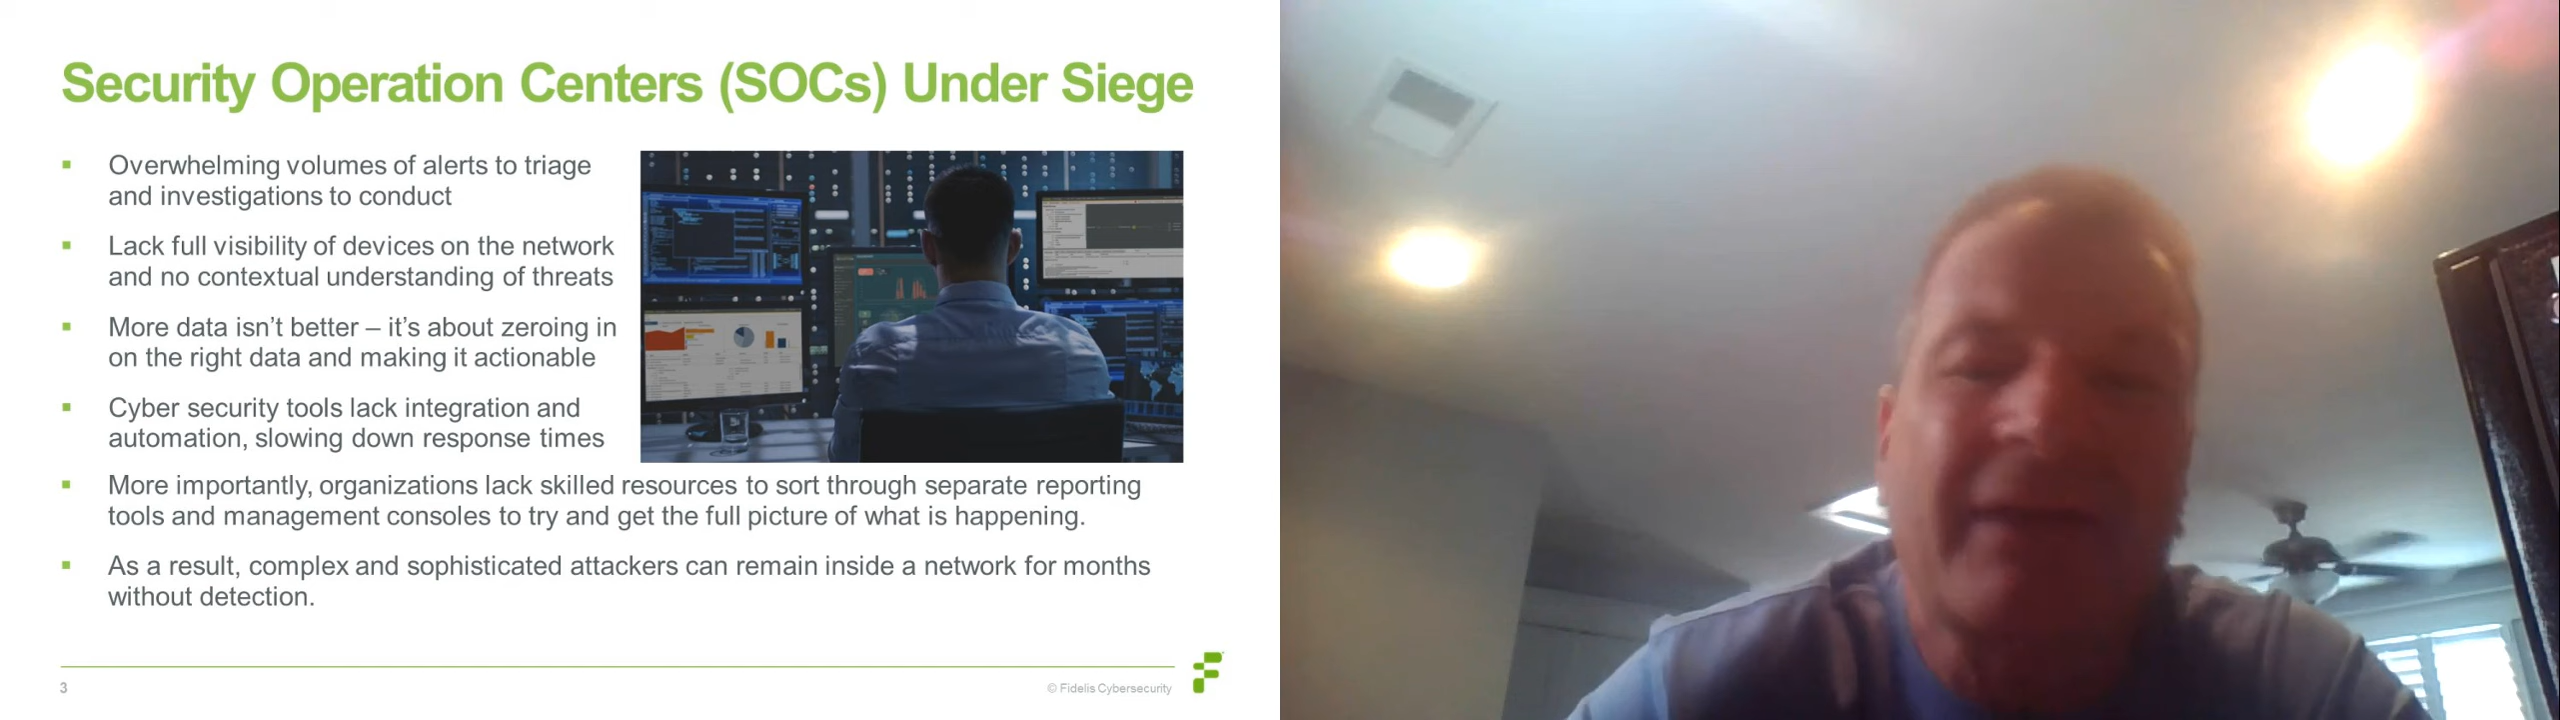 Security Operation Centers (SOCs) Under Siege
▪ Overwhelming volumes of alerts to triage
and investigations to conduct
▪ Lack full visibility of devices on the network
and no contextual understanding of threats
▪ More data isn’t better – it’s about zeroing in
on the right data and making it actionable
▪ Cyber security tools lack integration and
automation, slowing down response times
▪ More importantly, organizations lack skilled resources to sort through separate reporting
tools and management consoles to try and get the full picture of what is happening.
▪ As a result, complex and sophisticated attackers can remain inside a network for months
without detection.
3
© Fidelis Cybersecurity